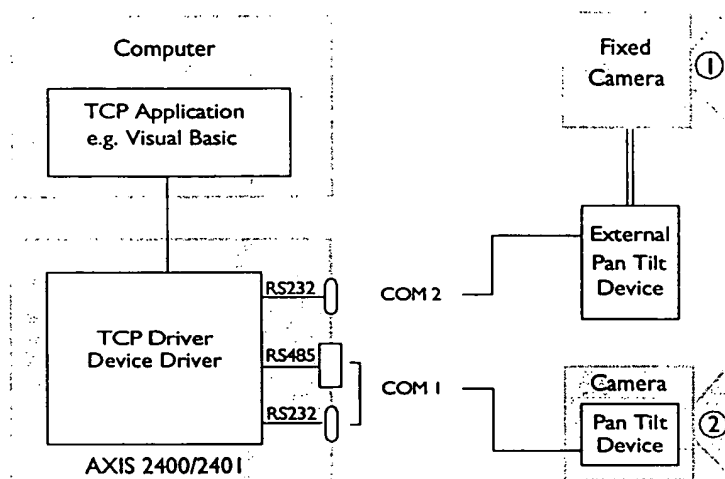 Computer
TCP Application
e.g. Visual Basic
Fixed
Camera
1
External
Pan Tilt
Device
RS232
COM 2
TCP Driver
Device Driver
RS485
COM 1
RS232
AXIS 2400/2401
Camera
Pan Tilt
Device
2